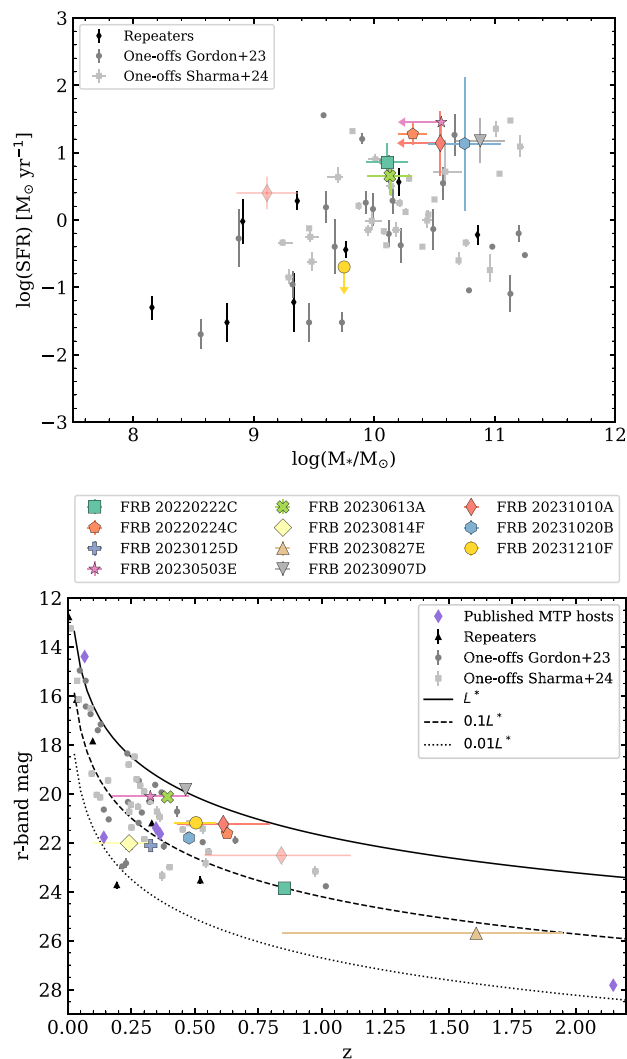 3
2
1
0
−1
−2
−3
log(SFR) [M⊙ yr⁻¹]
Repeaters
One-offs Gordon+23
One-offs Sharma+24
8 9 10 11 12
log(M*/M⊙)
FRB 20220222C FRB 20230613A FRB 20231010A
FRB 20220224C FRB 20230814F FRB 20231020B
FRB 20230125D FRB 20230827E FRB 20231210F
FRB 20230503E FRB 20230907D
12
14
16
18
20
22
24
26
28
r-band mag
Published MTP hosts
Repeaters
One-offs Gordon+23
One-offs Sharma+24
L*
0.1L*
0.01L*
0.00 0.25 0.50 0.75 1.00 1.25 1.50 1.75 2.00
z